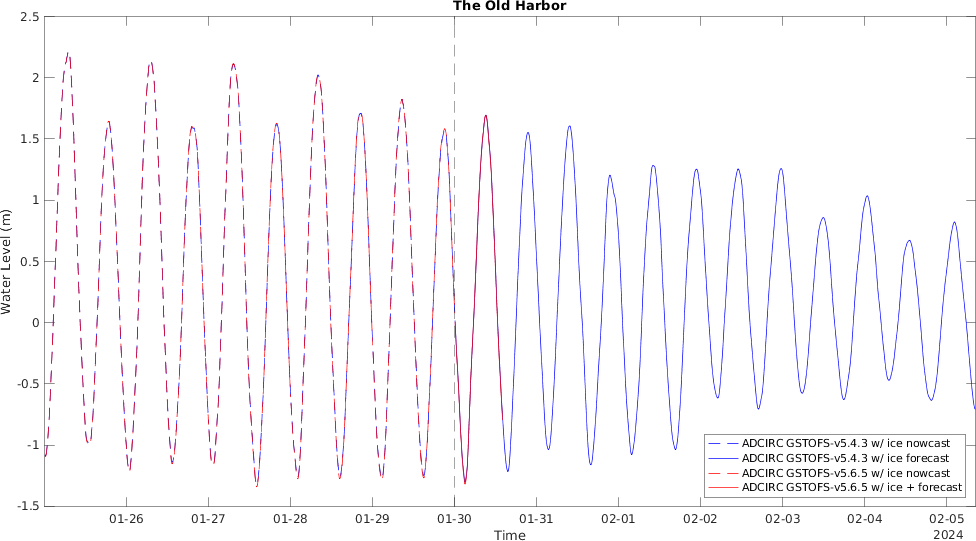 The Old Harbor
2.5
2
1.5
1
0.5
0
-0.5
-1
-1.5
Water Level (m)
ADCIRC GSTOFS-v5.4.3 w/ ice nowcast
ADCIRC GSTOFS-v5.4.3 w/ ice forecast
ADCIRC GSTOFS-v5.6.5 w/ ice nowcast
ADCIRC GSTOFS-v5.6.5 w/ ice + forecast
01-26 01-27 01-28 01-29 01-30 01-31 02-01 02-02 02-03 02-04 02-05
Time 2024